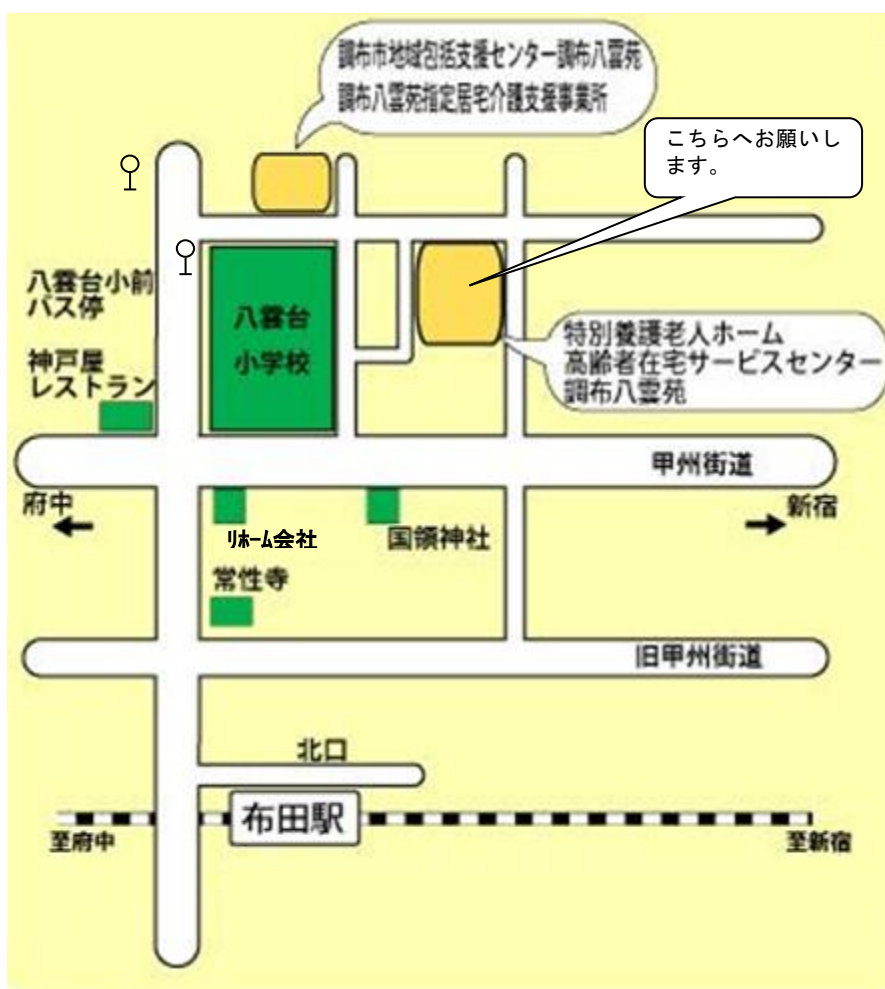 調布市地域包括支援センター調布八雲苑
調布八雲苑指定居宅介護支援事業所
こちらへお願いし
ます。
八雲台小前
バス停
八雲台
小学校
神戸屋
レストラン
特別養護老人ホーム
高齢者在宅サービスセンター
調布八雲苑
甲州街道
府中
新宿
ﾘﾎｰﾑ会社
国領神社
常性寺
旧甲州街道
北口
布田駅
至府中
至新宿